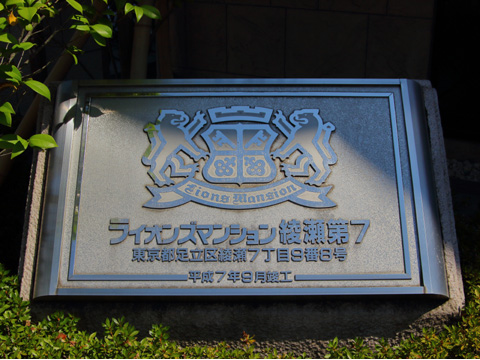 Lions Mansion
ライオンズマンション綾瀬第7
東京都足立区綾瀬7丁目9番8号
平成7年9月竣工